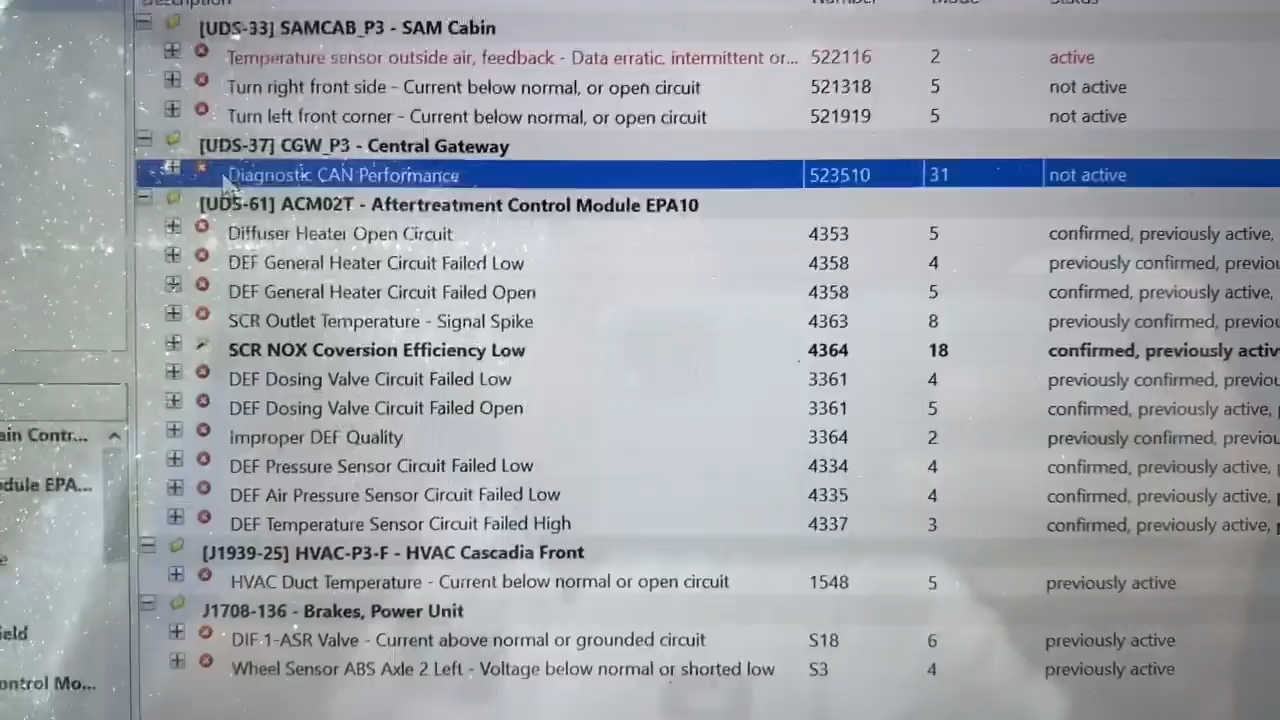 Description Number Mode Status
[UDS-33] SAMCAB_P3 - SAM Cabin
Temperature sensor outside air, feedback - Data erratic, intermittent or... 522116 2 active
Turn right front side - Current below normal, or open circuit 521318 5 not active
Turn left front corner - Current below normal, or open circuit 521919 5 not active
[UDS-37] CGW_P3 - Central Gateway
Diagnostic CAN Performance 523510 31 not active
[UDS-61] ACM02T - Aftertreatment Control Module EPA10
Diffuser Heater Open Circuit 4353 5 confirmed, previously active,
DEF General Heater Circuit Failed Low 4358 4 previously confirmed, previou
DEF General Heater Circuit Failed Open 4358 5 confirmed, previously active,
SCR Outlet Temperature - Signal Spike 4363 8 previously confirmed, previou
SCR NOX Coversion Efficiency Low 4364 18 confirmed, previously activ
DEF Dosing Valve Circuit Failed Low 3361 4 previously confirmed, previou
DEF Dosing Valve Circuit Failed Open 3361 5 confirmed, previously active, p
ain Contr... Improper DEF Quality 3364 2 previously confirmed, previou
DEF Pressure Sensor Circuit Failed Low 4334 4 confirmed, previously active, p
dule EPA... DEF Air Pressure Sensor Circuit Failed Low 4335 4 confirmed, previously active, p
DEF Temperature Sensor Circuit Failed High 4337 3 confirmed, previously active, p
e [J1939-25] HVAC-P3-F - HVAC Cascadia Front
HVAC Duct Temperature - Current below normal or open circuit 1548 5 previously active
J1708-136 - Brakes, Power Unit
ield DIF 1-ASR Valve - Current above normal or grounded circuit S18 6 previously active
ontrol Mo... Wheel Sensor ABS Axle 2 Left - Voltage below normal or shorted low S3 4 previously active